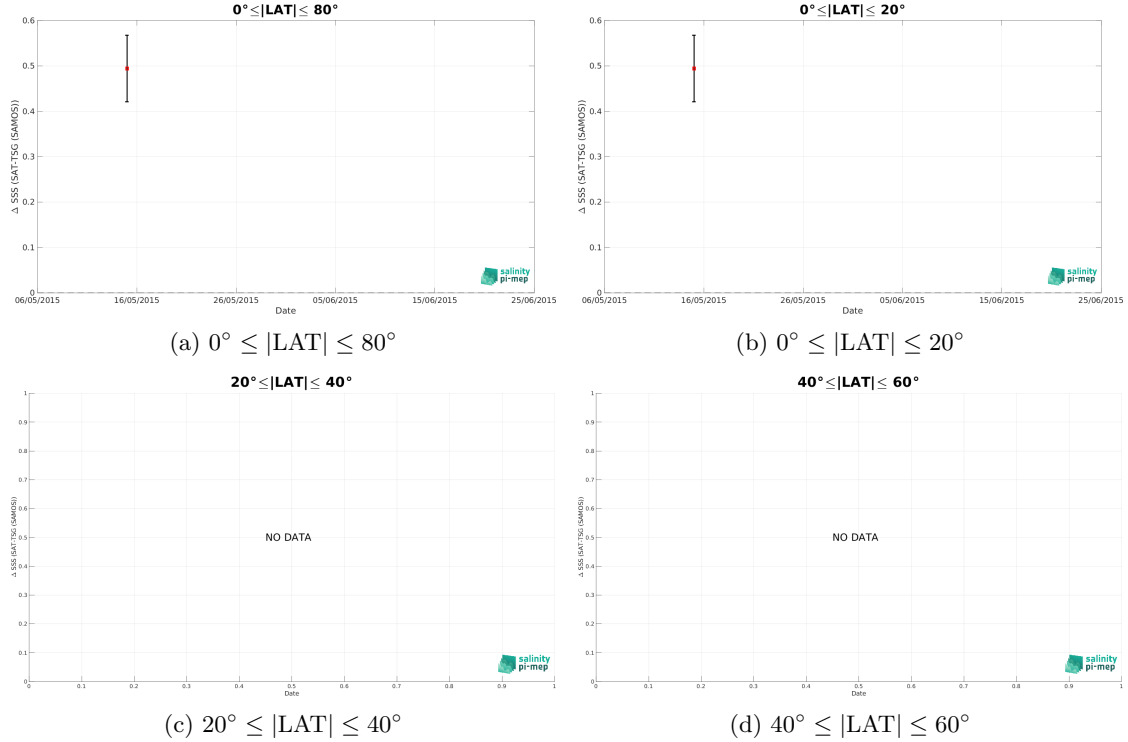 0°≤|LAT|≤ 80°
Δ SSS (SAT-TSG (SAMOS))
0.6
0.5
0.4
0.3
0.2
0.1
0
06/05/2015 16/05/2015 26/05/2015 05/06/2015 15/06/2015 25/06/2015
Date
salinity
pi-mep
(a) 0° ≤ |LAT| ≤ 80°
0°≤|LAT|≤ 20°
Δ SSS (SAT-TSG (SAMOS))
0.6
0.5
0.4
0.3
0.2
0.1
0
06/05/2015 16/05/2015 26/05/2015 05/06/2015 15/06/2015 25/06/2015
Date
salinity
pi-mep
(b) 0° ≤ |LAT| ≤ 20°
20°≤|LAT|≤ 40°
Δ SSS (SAT-TSG (SAMOS))
1
0.9
0.8
0.7
0.6
0.5
0.4
0.3
0.2
0.1
0
NO DATA
0 0.1 0.2 0.3 0.4 0.5 0.6 0.7 0.8 0.9 1
Date
salinity
pi-mep
(c) 20° ≤ |LAT| ≤ 40°
40°≤|LAT|≤ 60°
Δ SSS (SAT-TSG (SAMOS))
1
0.9
0.8
0.7
0.6
0.5
0.4
0.3
0.2
0.1
0
NO DATA
0 0.1 0.2 0.3 0.4 0.5 0.6 0.7 0.8 0.9 1
Date
salinity
pi-mep
(d) 40° ≤ |LAT| ≤ 60°